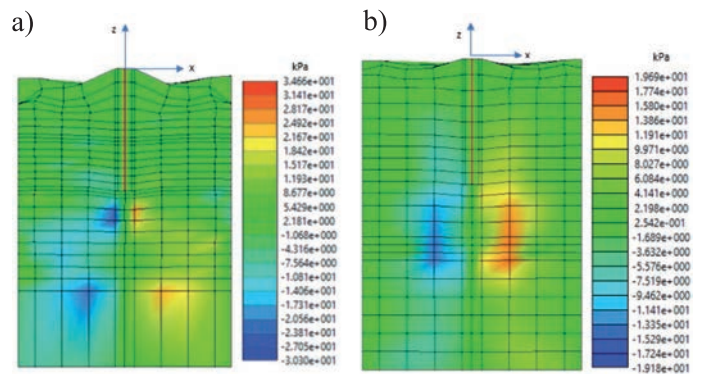 a)
z
x
kPa
3.466e+001
3.141e+001
2.817e+001
2.492e+001
2.167e+001
1.842e+001
1.517e+001
1.193e+001
8.677e+000
5.429e+000
2.181e+000
-1.068e+000
-4.316e+000
-7.564e+000
-1.081e+001
-1.406e+001
-1.731e+001
-2.056e+001
-2.381e+001
-2.705e+001
-3.030e+001
b)
z
x
kPa
1.969e+001
1.774e+001
1.580e+001
1.386e+001
1.191e+001
9.971e+000
8.027e+000
6.084e+000
4.141e+000
2.198e+000
2.542e-001
-1.689e+000
-3.632e+000
-5.576e+000
-7.519e+000
-9.462e+000
-1.141e+001
-1.335e+001
-1.529e+001
-1.724e+001
-1.918e+001